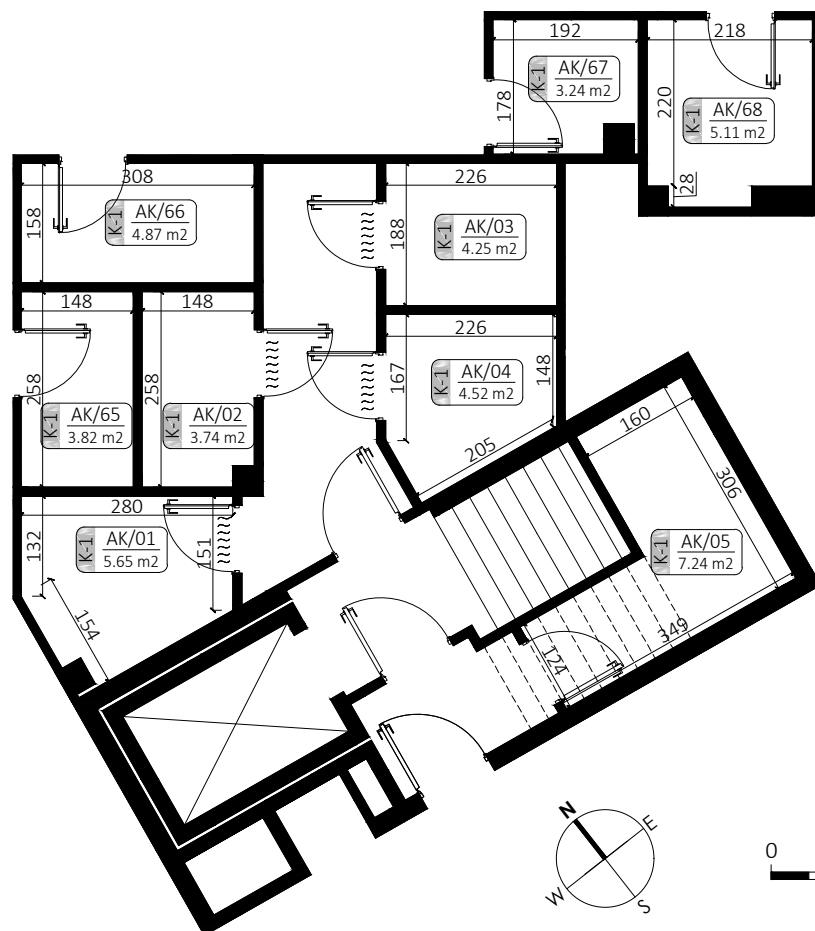 192
218
K-1 AK/67
3.24 m2
178
220
K-1 AK/68
5.11 m2
28
308
158
K-1 AK/66
4.87 m2
226
188
K-1 AK/03
4.25 m2
148
148
226
167
148
K-1 AK/04
4.52 m2
258
K-1 AK/65
3.82 m2
258
K-1 AK/02
3.74 m2
205
160
306
280
132
K-1 AK/01
5.65 m2
151
K-1 AK/05
7.24 m2
154
124
349
N
E
W
S
0